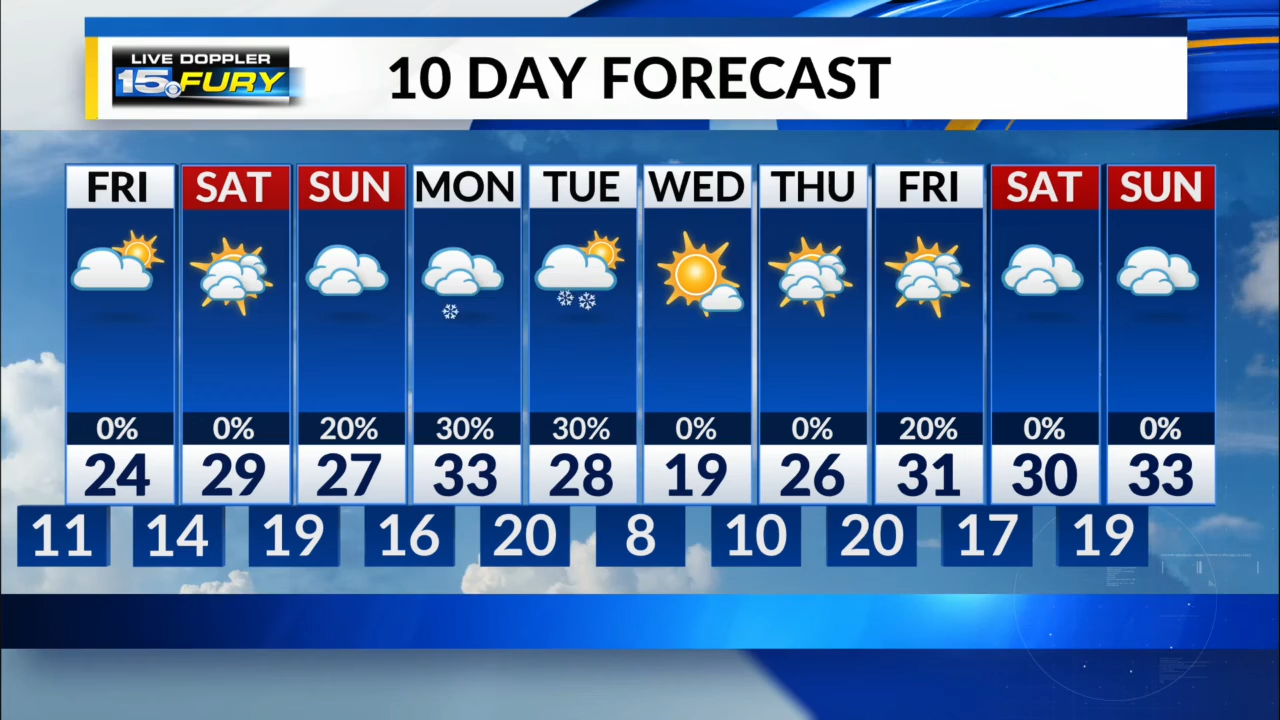 LIVE DOPPLER
15 FURY
10 DAY FORECAST
FRI SAT SUN MON TUE WED THU FRI SAT SUN
0% 0% 20% 30% 30% 0% 0% 20% 0% 0%
24 29 27 33 28 19 26 31 30 33
11 14 19 16 20 8 10 20 17 19